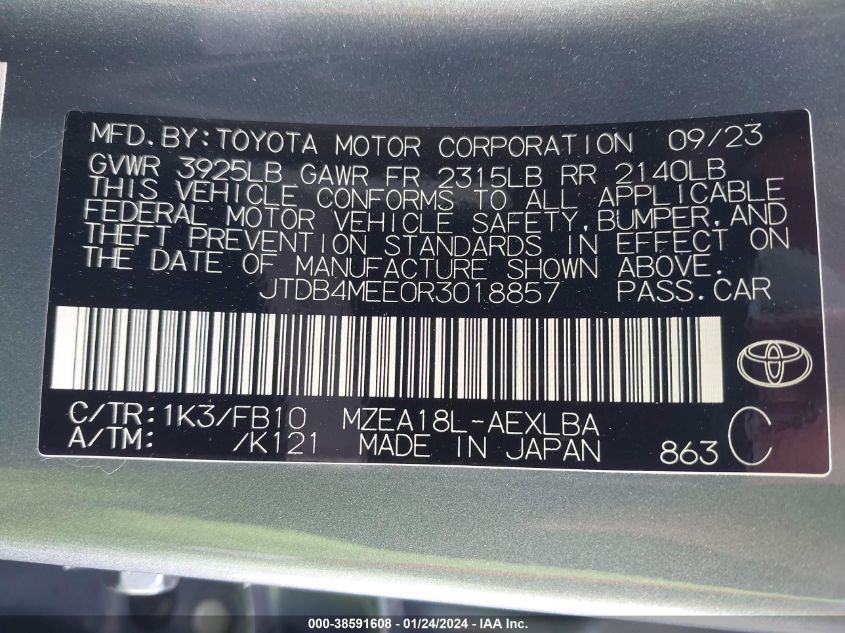 MFD.BY:TOYOTA MOTOR CORPORATION 09/23
GVWR 3925LB GAWR FR 2315LB RR 2140LB
THIS VEHICLE CONFORMS TO ALL APPLICABLE
FEDERAL MOTOR VEHICLE SAFETY,BUMPER,AND
THEFT PREVENTION STANDARDS IN EFFECT ON
THE DATE OF MANUFACTURE SHOWN ABOVE.
JTDB4MEE0R3018857 PASS.CAR
C/TR:1K3/FB10 MZEA18L-AEXLBA
A/TM: /K121 MADE IN JAPAN 863 C
000-38591608 - 01/24/2024 - IAA Inc.